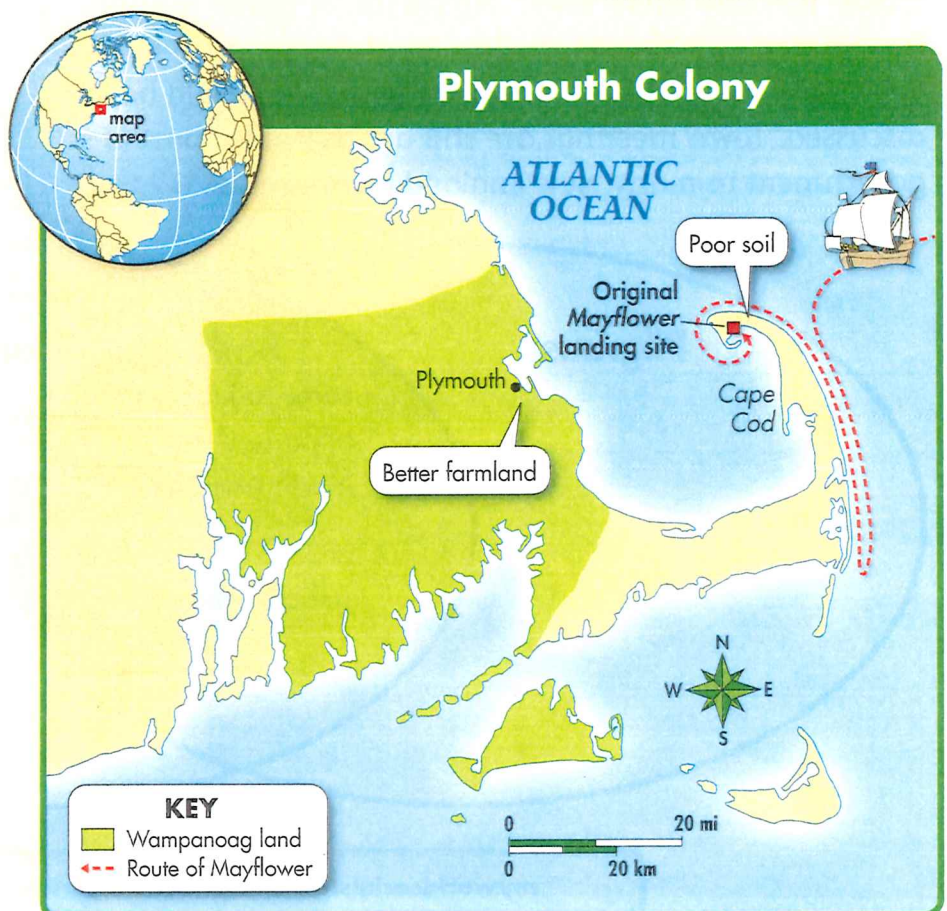 Plymouth Colony
map
area
ATLANTIC
OCEAN
Poor soil
Original
Mayflower
landing site
Plymouth
Cape
Cod
Better farmland
N
W
E
S
KEY
Wampanoag land
Route of Mayflower
0
20 mi
0
20 km